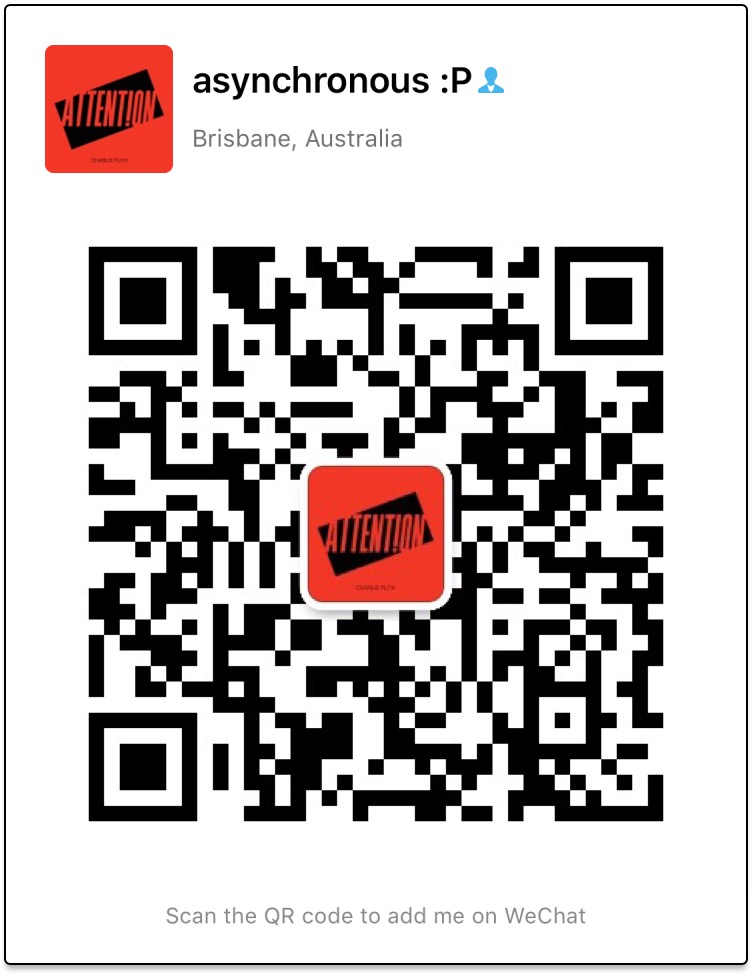 ATTENTION
CHARLIE PUTH
asynchronous :P
Brisbane, Australia
ATTENTION
CHARLIE PUTH
Scan the QR code to add me on WeChat